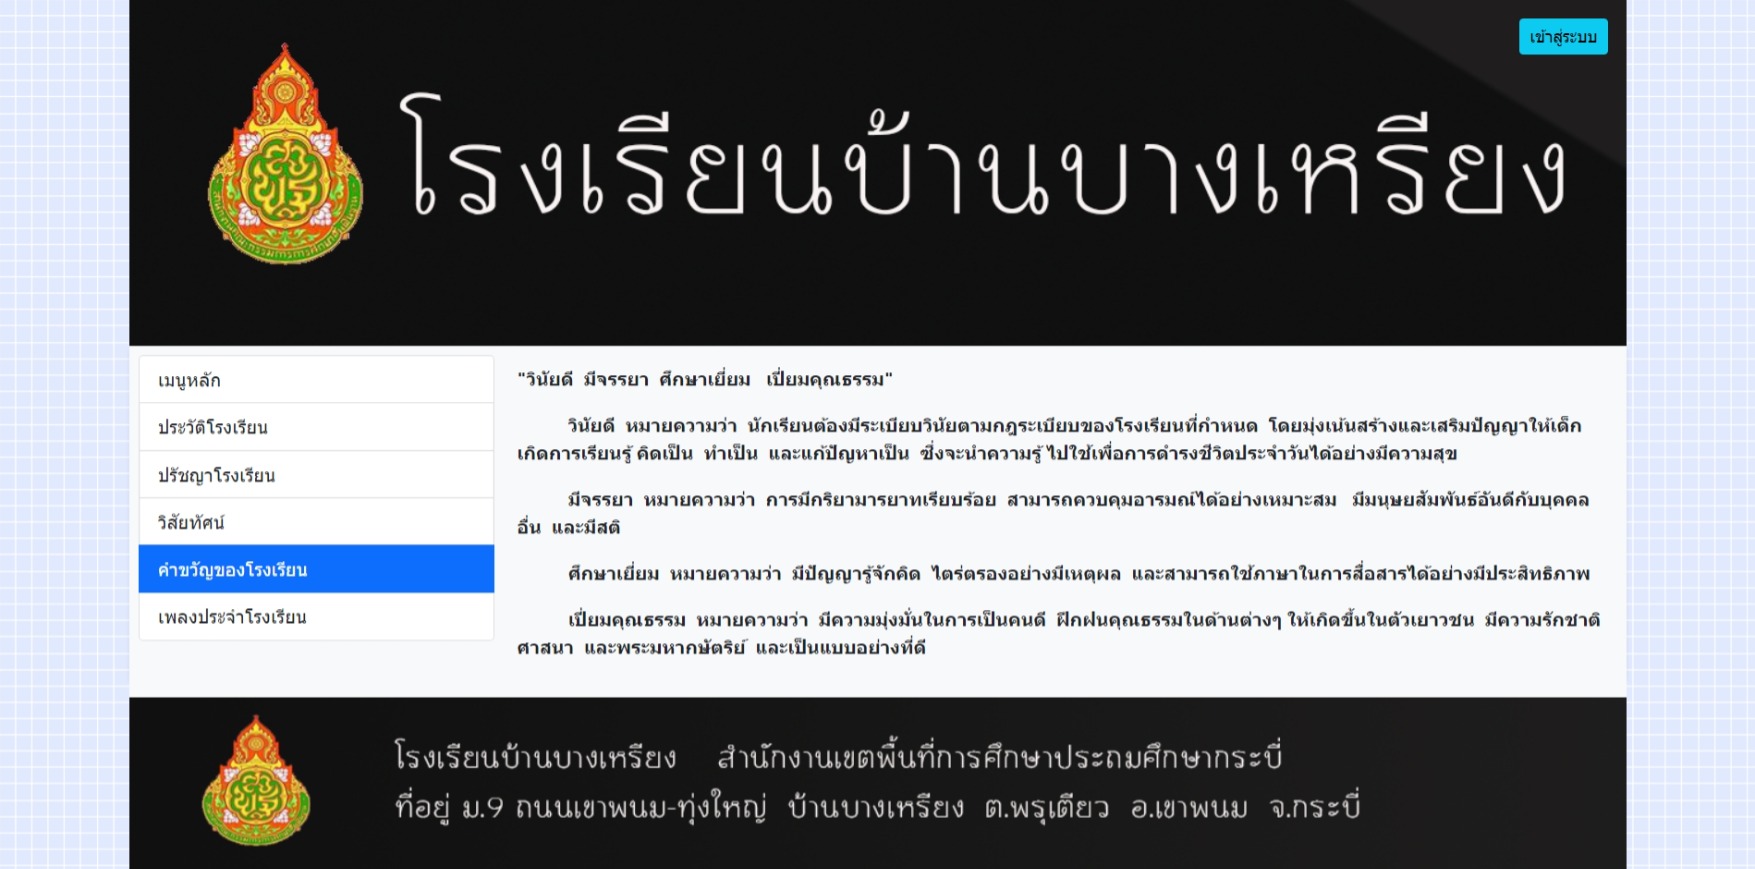 เข้าสู่ระบบ
โรงเรียนบ้านบางเหรียง
เมนูหลัก
ประวัติโรงเรียน
ปรัชญาโรงเรียน
วิสัยทัศน์
คำขวัญของโรงเรียน
เพลงประจำโรงเรียน
"วินัยดี มีจรรยา ศึกษาเยี่ยม เปี่ยมคุณธรรม"
วินัยดี หมายความว่า นักเรียนต้องมีระเบียบวินัยตามกฎระเบียบของโรงเรียนที่กำหนด โดยมุ่งเน้นสร้างและเสริมปัญญาให้เด็ก
เกิดการเรียนรู้ คิดเป็น ทำเป็น และแก้ปัญหาเป็น ซึ่งจะนำความรู้ ไปใช้เพื่อการดำรงชีวิตประจำวันได้อย่างมีความสุข
มีจรรยา หมายความว่า การมีกริยามารยาทเรียบร้อย สามารถควบคุมอารมณ์ได้อย่างเหมาะสม มีมนุษยสัมพันธ์อันดีกับบุคคล
อื่น และมีสติ
ศึกษาเยี่ยม หมายความว่า มีปัญญารู้จักคิด ไตร่ตรองอย่างมีเหตุผล และสามารถใช้ภาษาในการสื่อสารได้อย่างมีประสิทธิภาพ
เปี่ยมคุณธรรม หมายความว่า มีความมุ่งมั่นในการเป็นคนดี ฝึกฝนคุณธรรมในด้านต่างๆ ให้เกิดขึ้นในตัวเยาวชน มีความรักชาติ
ศาสนา และพระมหากษัตริย์ และเป็นแบบอย่างที่ดี
โรงเรียนบ้านบางเหรียง สำนักงานเขตพื้นที่การศึกษาประถมศึกษากระบี่
ที่อยู่ ม.9 ถนนเขาพนม-ทุ่งใหญ่ บ้านบางเหรียง ต.พรุเตียว อ.เขาพนม จ.กระบี่